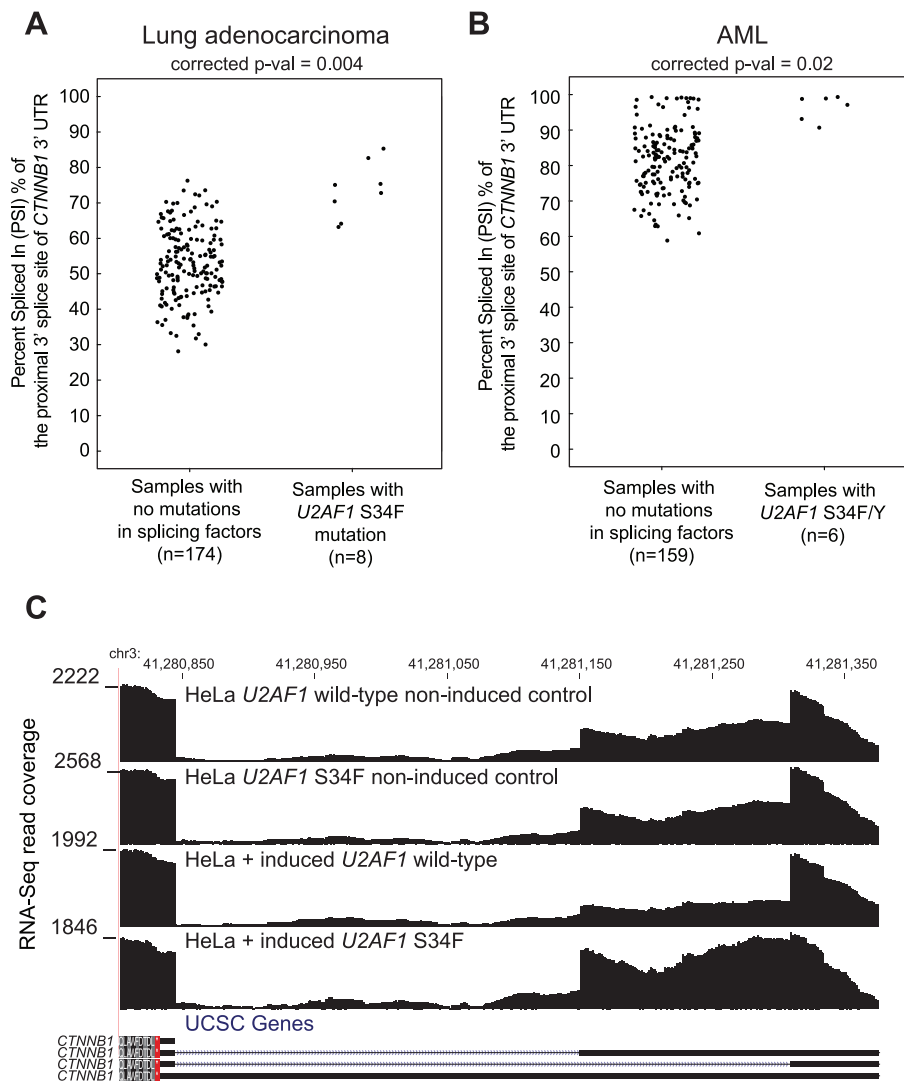 A
Lung adenocarcinoma
corrected p-val = 0.004
Percent Spliced In (PSI) % of
the proximal 3' splice site of CTNNB1 3' UTR
100
90
80
70
60
50
40
30
20
10
0
Samples with
no mutations
in splicing factors
(n=174)
Samples with
U2AF1 S34F
mutation
(n=8)
B
AML
corrected p-val = 0.02
Percent Spliced In (PSI) % of
the proximal 3' splice site of CTNNB1 3' UTR
100
90
80
70
60
50
40
30
20
10
0
Samples with
no mutations
in splicing factors
(n=159)
Samples with
U2AF1 S34F/Y
(n=6)
C
chr3:
41,280,850
41,280,950
41,281,050
41,281,150
41,281,250
41,281,350
RNA-Seq read coverage
2222
HeLa U2AF1 wild-type non-induced control
2568
HeLa U2AF1 S34F non-induced control
1992
HeLa + induced U2AF1 wild-type
1846
HeLa + induced U2AF1 S34F
UCSC Genes
CTNNB1
CTNNB1
CTNNB1
CTNNB1